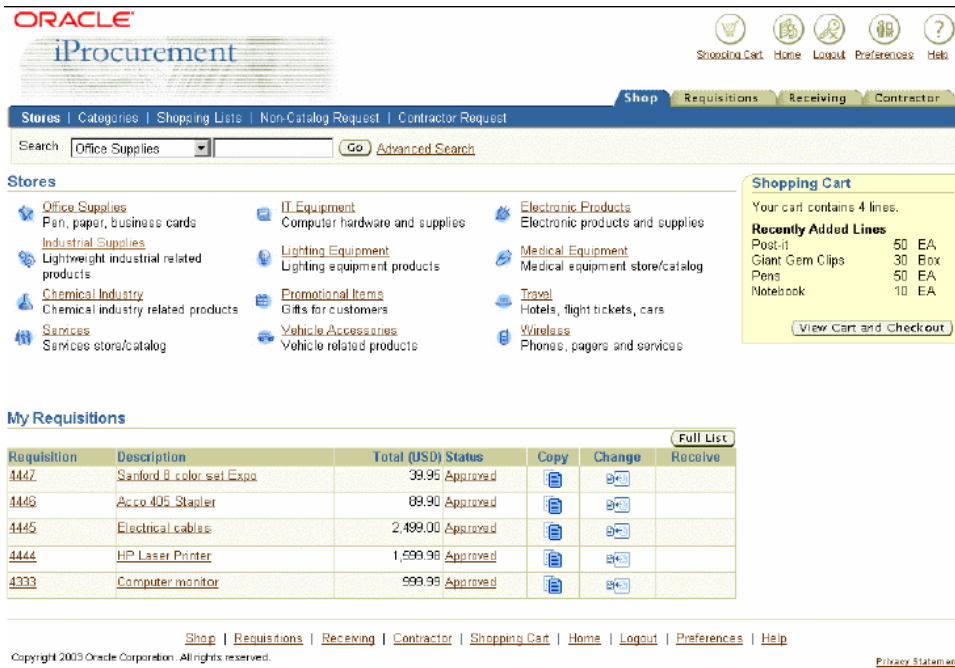 ORACLE
iProcurement
Shopping Cart Home Logout Preferences Help
Shop Requisitions Receiving Contractor
Stores | Categories | Shopping Lists | Non-Catalog Request | Contractor Request
Search Office Supplies Go Advanced Search
Stores
Office Supplies
Pen, paper, business cards
Industrial Supplies
Lightweight industrial related
products
Chemical Industry
Chemical industry related products
Services
Services store/catalog
IT Equipment
Computer hardware and supplies
Lighting Equipment
Lighting equipment products
Promotional Items
Gifts for customers
Vehicle Accessories
Vehicle related products
Electronic Products
Electronic products and supplies
Medical Equipment
Medical equipment store/catalog
Travel
Hotels, flight tickets, cars
Wireless
Phones, pagers and services
Shopping Cart
Your cart contains 4 lines.
Recently Added Lines
Post-it 50 EA
Giant Gem Clips 30 Box
Pens 50 EA
Notebook 10 EA
View Cart and Checkout
My Requisitions
Full List
Requisition Description Total (USD) Status Copy Change Receive
4447 Sanford 8 color set Expo 39.95 Approved
4446 Acco 405 Stapler 89.90 Approved
4445 Electrical cables 2,499.00 Approved
4444 HP Laser Printer 1,599.98 Approved
4333 Computer monitor 999.99 Approved
Shop | Requisitions | Receiving | Contractor | Shopping Cart | Home | Logout | Preferences | Help
Copyright 2003 Oracle Corporation. All rights reserved.
Privacy Statemen